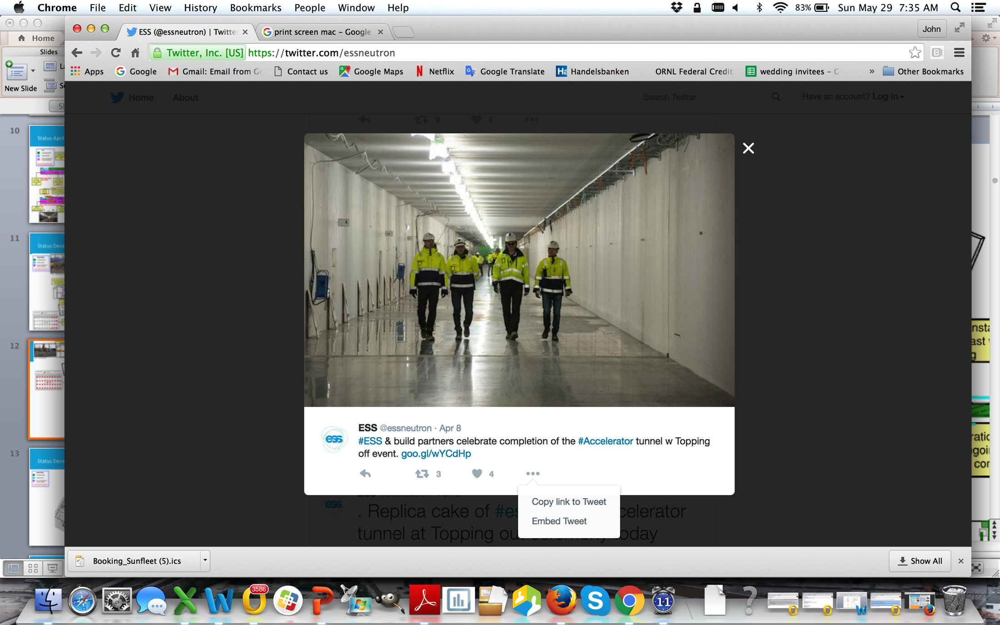 Chrome File Edit View History Bookmarks People Window Help 83% Sun May 29 7:35 AM
ESS (@essneutron) | Twitter
print screen mac – Google
John
Home
Twitter, Inc. [US] https://twitter.com/essneutron
Slides
Apps Google Gmail: Email from Contact us Google Maps Netflix Google Translate Handelsbanken ORNL Federal Credit wedding invitees – » Other Bookmarks
New Slide
Home About Search Twitter Have an account? Log in
9 4
10
Status April
11
Status Dece
12
13
Status Dece
ESS @essneutron · Apr 8
#ESS & build partners celebrate completion of the #Accelerator tunnel w Topping
off event. goo.gl/wYCdHp
3 4
Copy link to Tweet
Embed Tweet
ess
. Replica cake of #es celerator
tunnel at Topping out ceremony today
Booking_Sunfleet (5).ics
Show All
3586
11